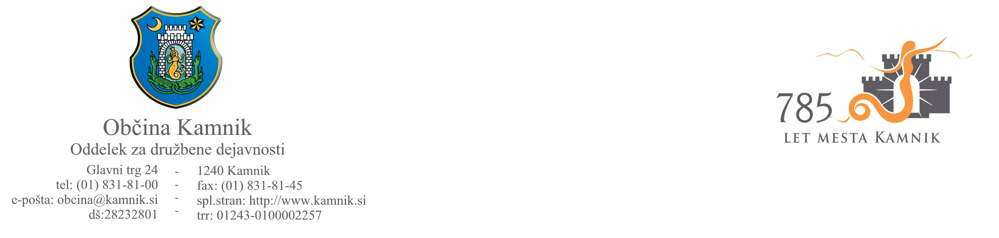 Občina Kamnik
Oddelek za družbene dejavnosti
Glavni trg 24 - 1240 Kamnik
tel: (01) 831-81-00 - fax: (01) 831-81-45
e-pošta: obcina@kamnik.si - spl.stran: http://www.kamnik.si
dš:28232801 - trr: 01243-0100002257
785
LET MESTA KAMNIK